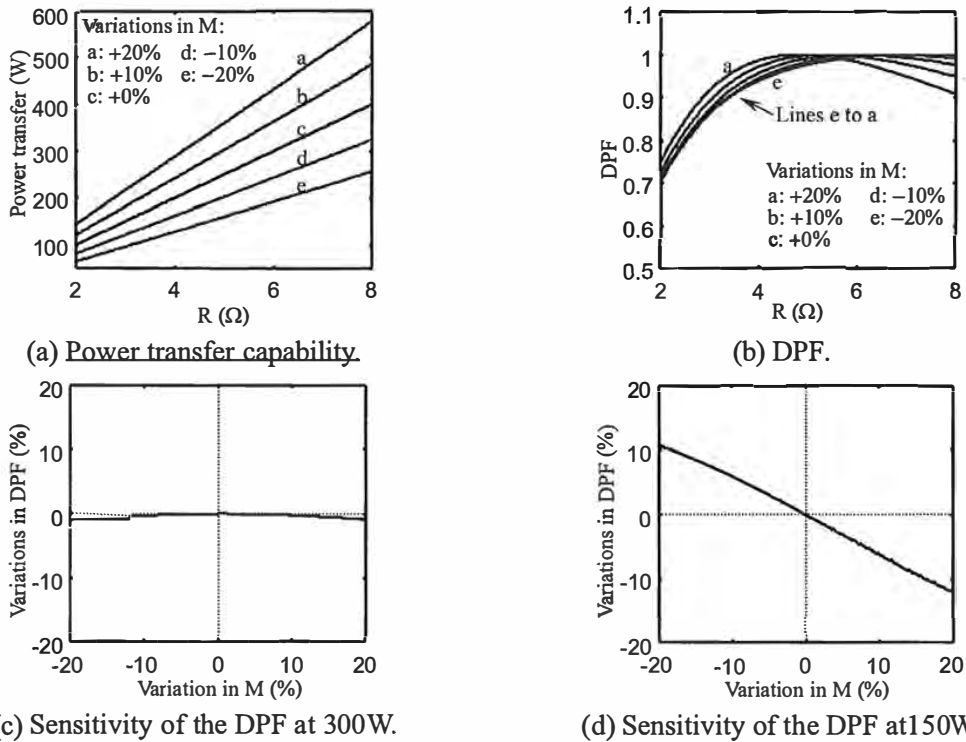 Power transfer (W)
600
500
400
300
200
100
Variations in M:
a: +20% d: −10%
b: +10% e: −20%
c: +0%
a
b
c
d
e
2 4 6 8
R (Ω)
(a) Power transfer capability.
DPF
1.1
1
0.9
0.8
0.7
0.6
0.5
a
e
Lines e to a
Variations in M:
a: +20% d: −10%
b: +10% e: −20%
c: +0%
2 4 6 8
R (Ω)
(b) DPF.
Variations in DPF (%)
20
10
0
-10
-20
-20 -10 0 10 20
Variation in M (%)
c) Sensitivity of the DPF at 300W.
Variations in DPF (%)
20
10
0
-10
-20
-20 -10 0 10 20
Variation in M (%)
(d) Sensitivity of the DPF at150W